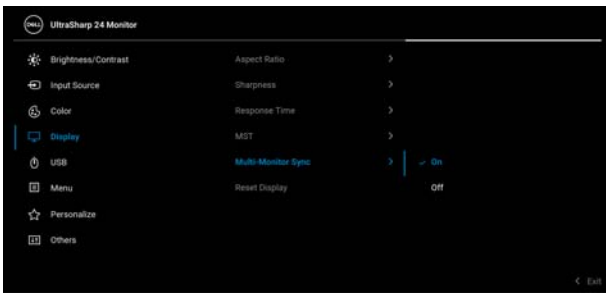 DELL UltraSharp 24 Monitor
Brightness/Contrast Aspect Ratio >
Input Source Sharpness >
Color Response Time >
Display MST >
USB Multi-Monitor Sync > ✓ On
Menu Reset Display Off
Personalize
Others
< Exit